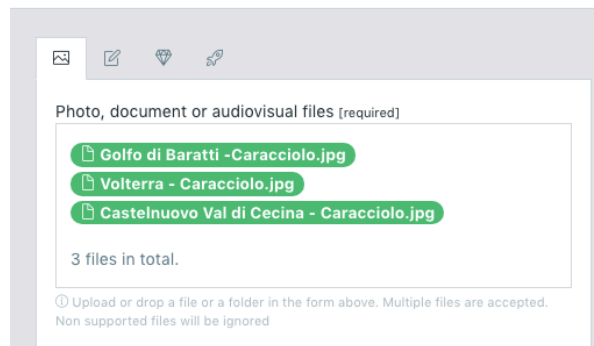 Photo, document or audiovisual files [required]
Golfo di Baratti -Caracciolo.jpg
Volterra - Caracciolo.jpg
Castelnuovo Val di Cecina - Caracciolo.jpg
3 files in total.
Upload or drop a file or a folder in the form above. Multiple files are accepted.
Non supported files will be ignored